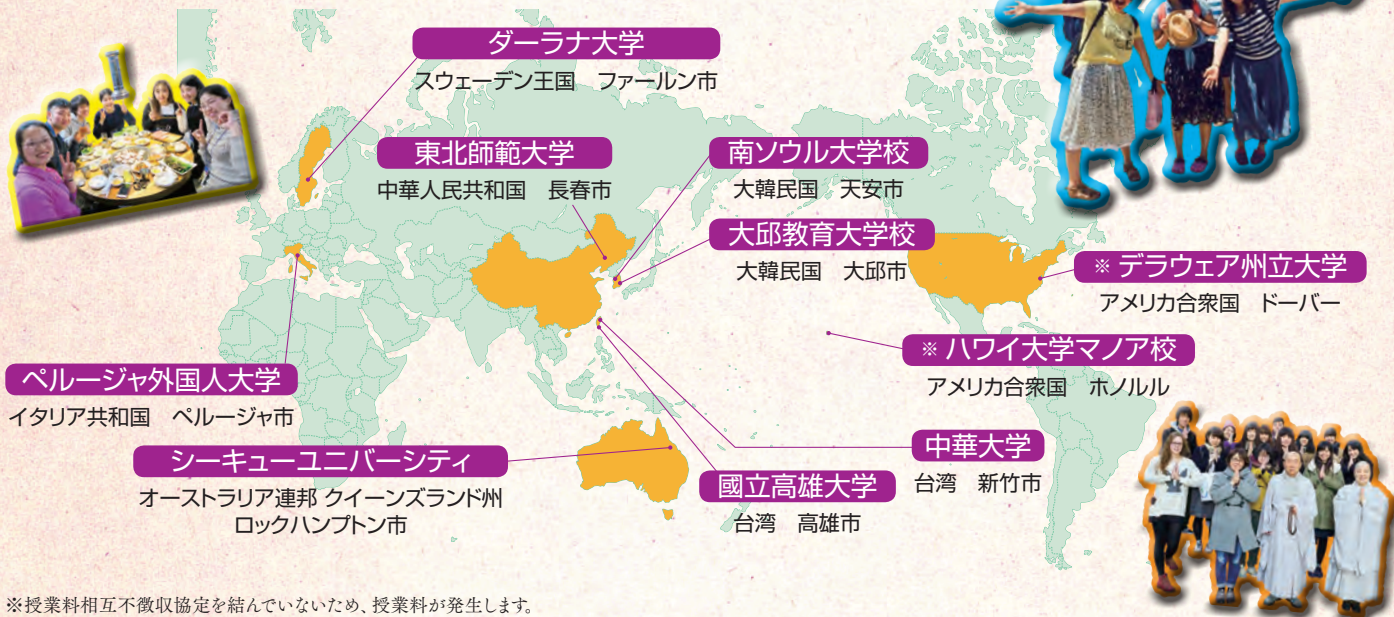 ダーラナ大学
スウェーデン王国　ファールン市
東北師範大学
中華人民共和国　長春市
南ソウル大学校
大韓民国　天安市
大邱教育大学校
大韓民国　大邱市
※ デラウェア州立大学
アメリカ合衆国　ドーバー
※ ハワイ大学マノア校
アメリカ合衆国　ホノルル
ペルージャ外国人大学
イタリア共和国　ペルージャ市
シーキューユニバーシティ
オーストラリア連邦 クイーンズランド州
ロックハンプトン市
中華大学
台湾　新竹市
國立高雄大学
台湾　高雄市
※授業料相互不徴収協定を結んでいないため、授業料が発生します。